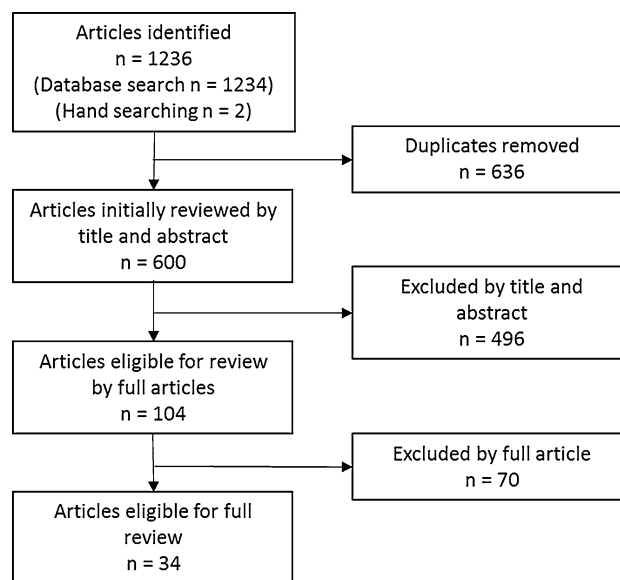 Articles identified
n = 1236
(Database search n = 1234)
(Hand searching n = 2)
Duplicates removed
n = 636
Articles initially reviewed by
title and abstract
n = 600
Excluded by title and
abstract
n = 496
Articles eligible for review
by full articles
n = 104
Excluded by full article
n = 70
Articles eligible for full
review
n = 34